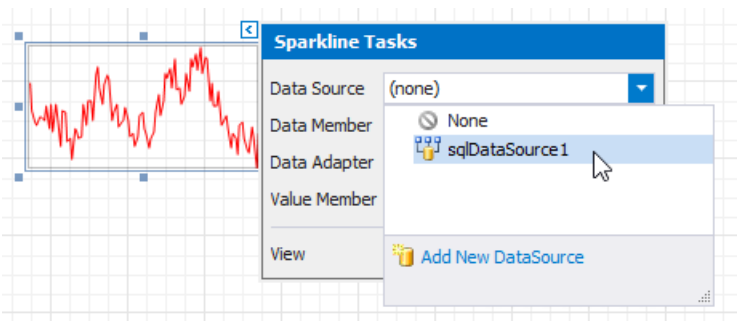 Sparkline Tasks
Data Source (none)
Data Member
None
sqlDataSource1
Data Adapter
Value Member
View
Add New DataSource